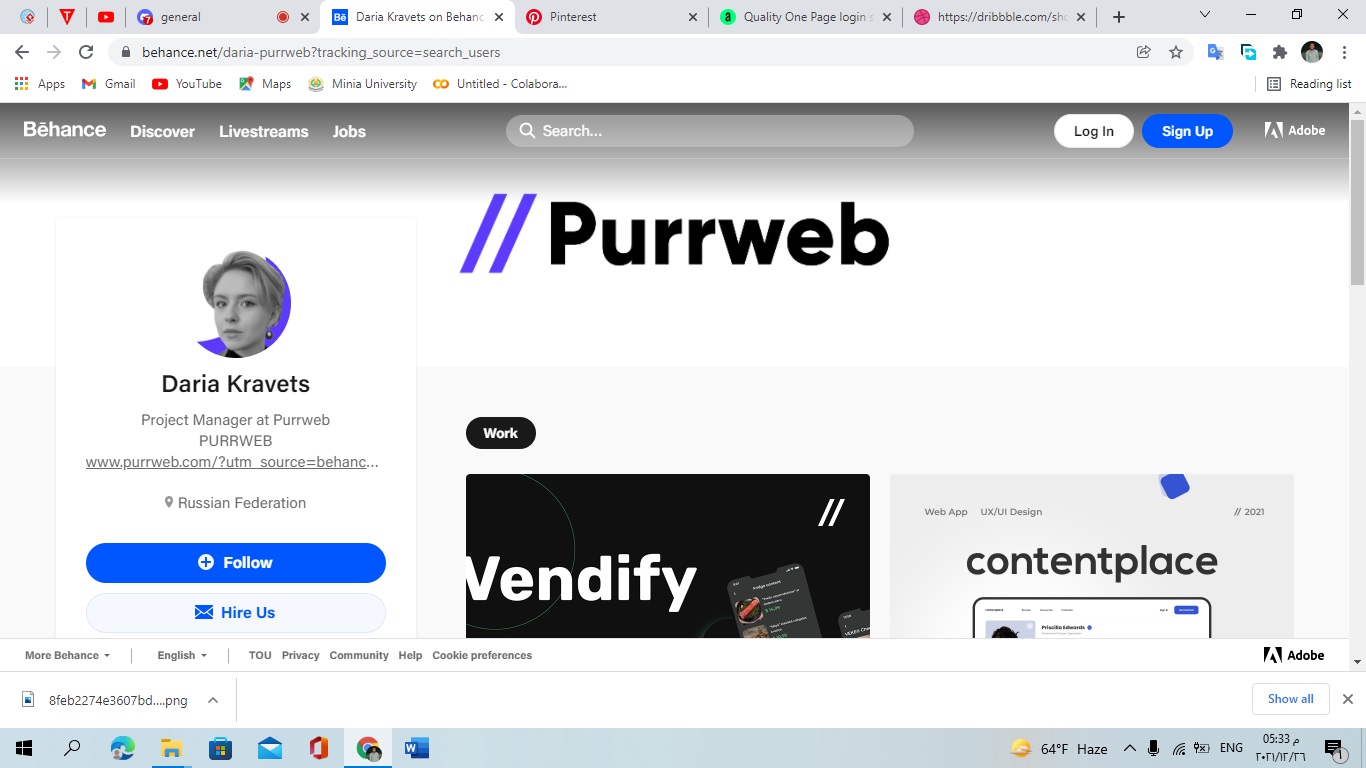 general
Daria Kravets on Behanc
Pinterest
Quality One Page login s
https://dribbble.com/sho
behance.net/daria-purrweb?tracking_source=search_users
Apps
Gmail
YouTube
Maps
Minia University
Untitled - Colabora...
Reading list
Bēhance
Discover
Livestreams
Jobs
Search...
Log In
Sign Up
Adobe
// Purrweb
Daria Kravets
Project Manager at Purrweb
PURRWEB
www.purrweb.com/?utm_source=behanc...
Russian Federation
Follow
Hire Us
Work
//
Vendify
Web App UX/UI Design // 2021
contentplace
Priscilla Edwards
More Behance
English
TOU Privacy Community Help Cookie preferences
Adobe
8feb2274e3607bd....png
Show all
64°F Haze
ENG
05:33 م
٢٠٢١/١٢/٢٦
1